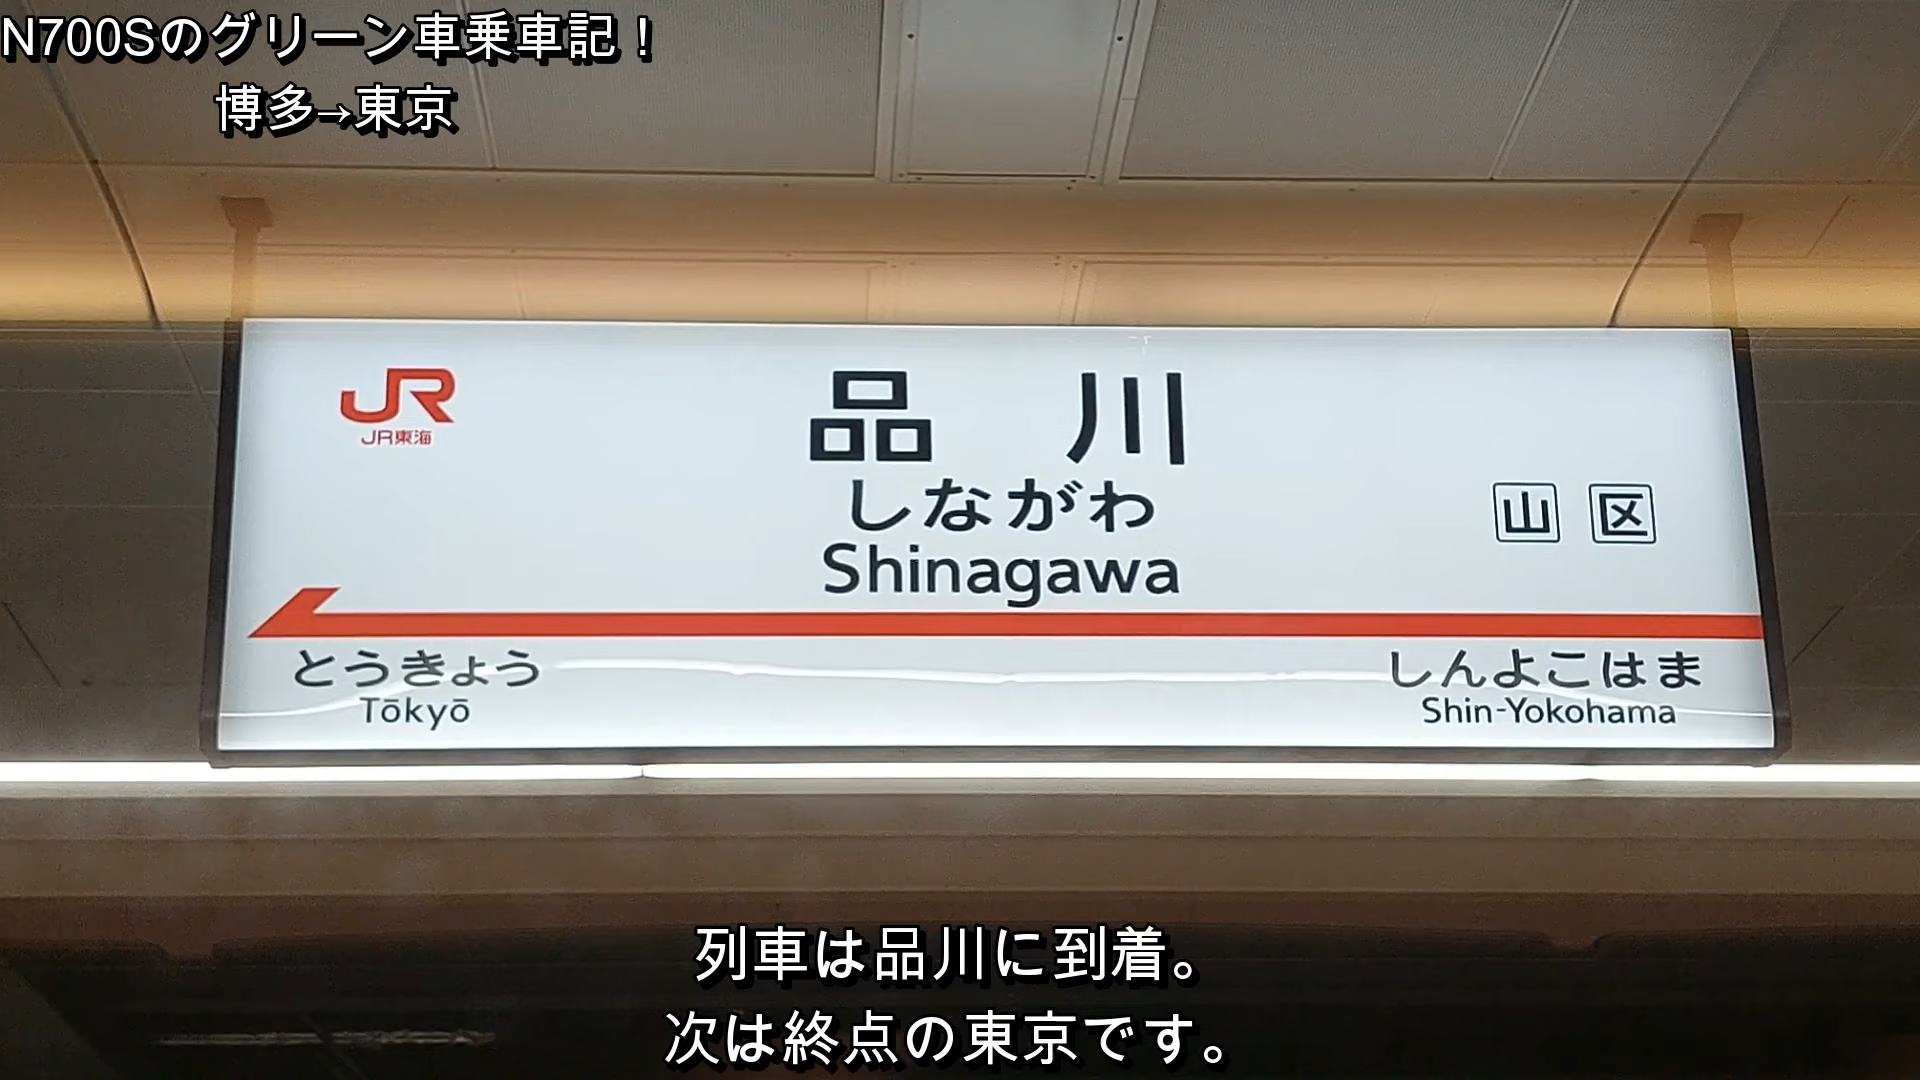 N700Sのグリーン車乗車記！
博多→東京
JR
JR東海
品川
しながわ
Shinagawa
山 区
とうきょう
Tōkyō
しんよこはま
Shin-Yokohama
列車は品川に到着。
次は終点の東京です。